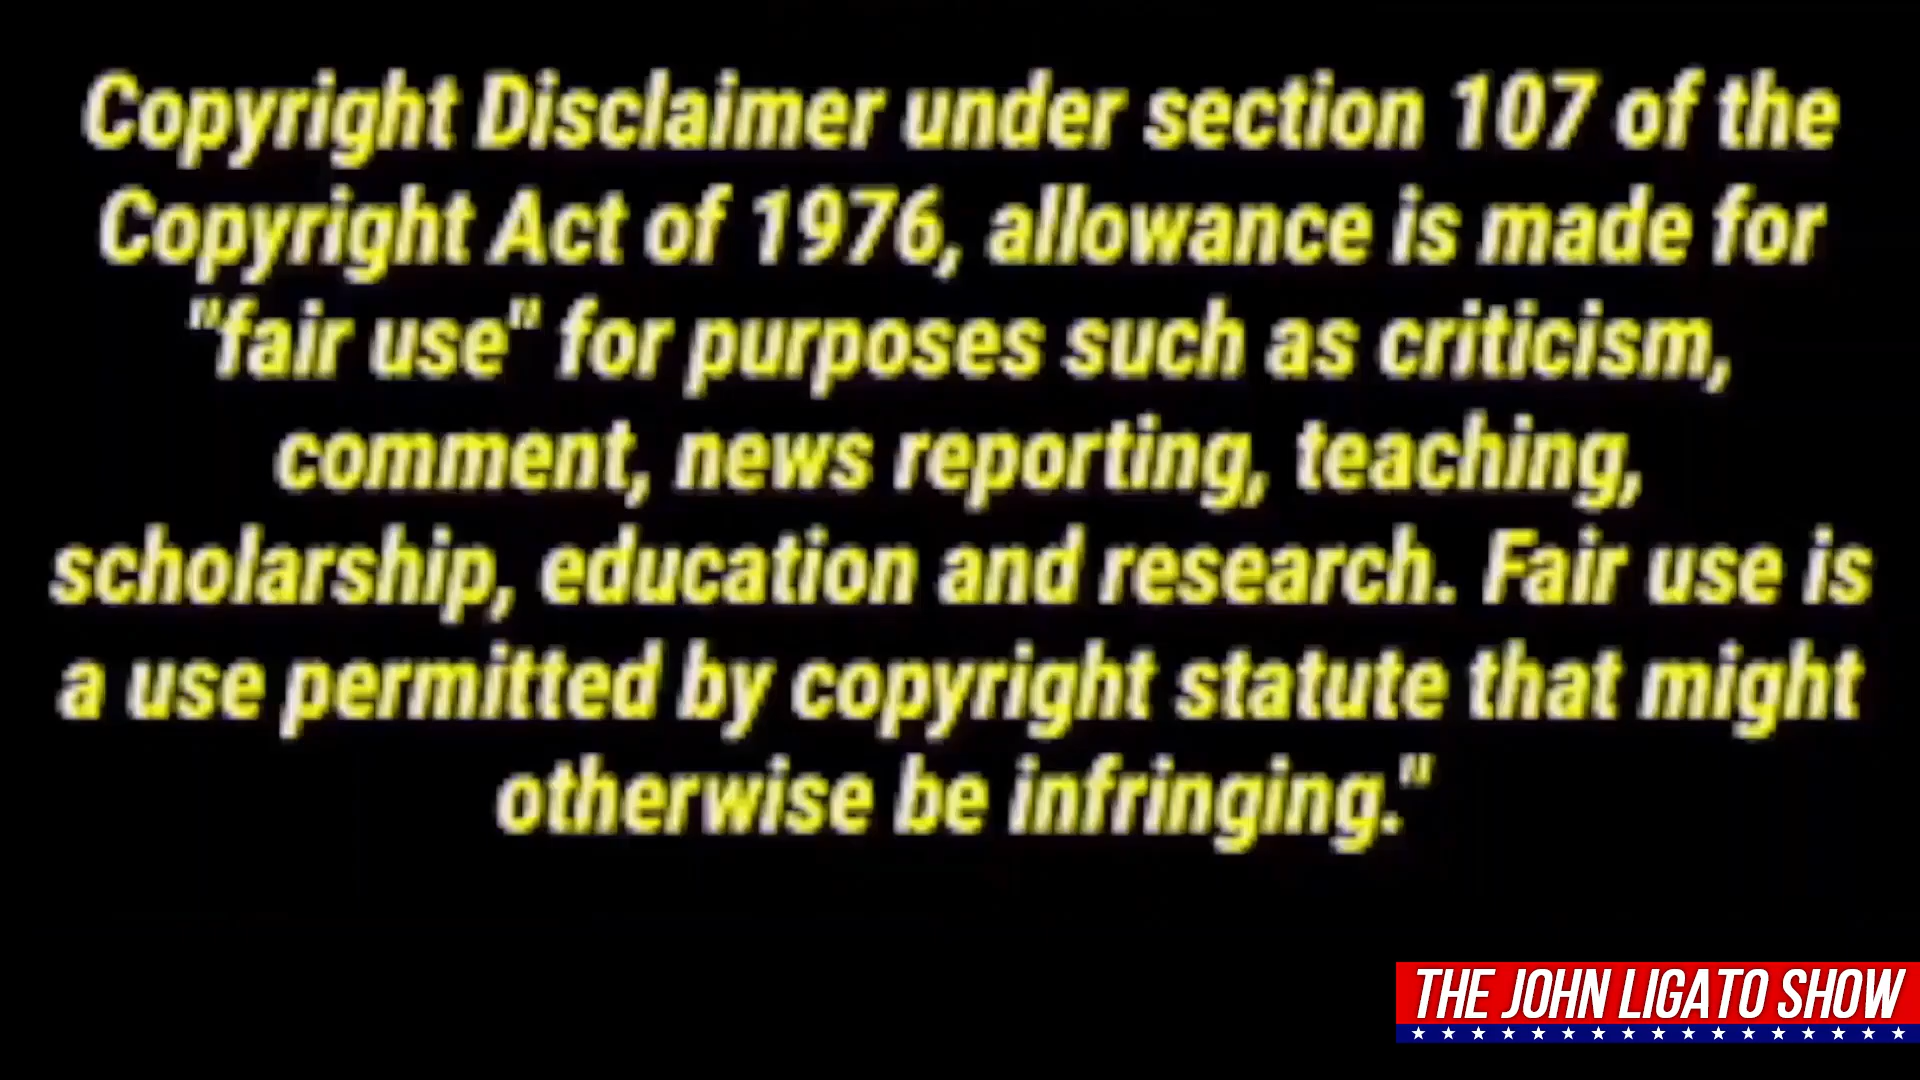 Copyright Disclaimer under section 107 of the
Copyright Act of 1976, allowance is made for
"fair use" for purposes such as criticism,
comment, news reporting, teaching,
scholarship, education and research. Fair use is
a use permitted by copyright statute that might
otherwise be infringing."
THE JOHN LIGATO SHOW